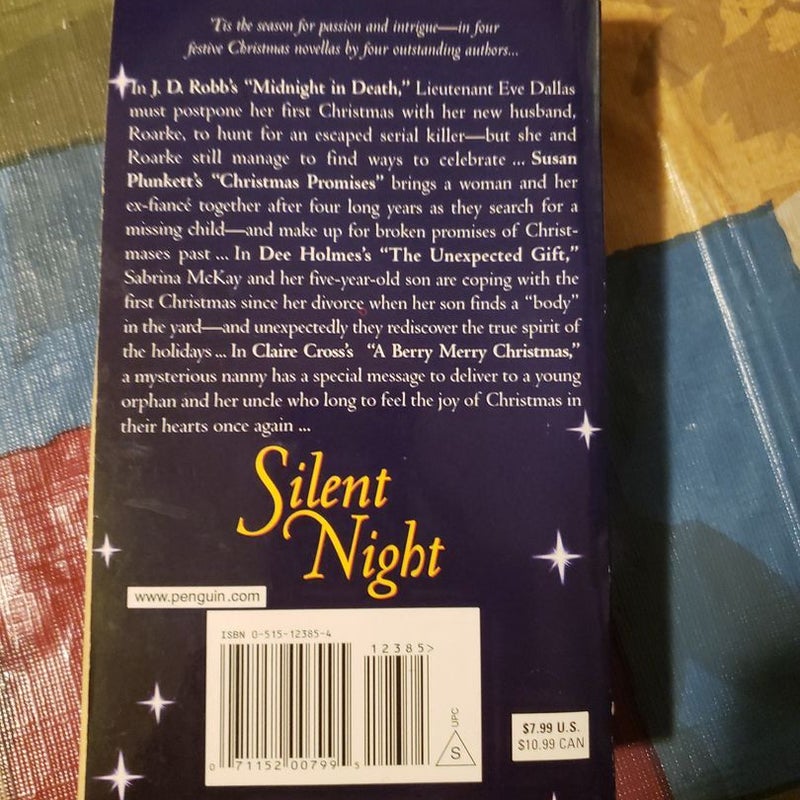 'Tis the season for passion and intrigue—in four
festive Christmas novellas by four outstanding authors...
In J. D. Robb's "Midnight in Death," Lieutenant Eve Dallas
must postpone her first Christmas with her new husband,
Roarke, to hunt for an escaped serial killer—but she and
Roarke still manage to find ways to celebrate ... Susan
Plunkett's "Christmas Promises" brings a woman and her
ex-fiancé together after four long years as they search for a
missing child—and make up for broken promises of Christ-
mases past ... In Dee Holmes's "The Unexpected Gift,"
Sabrina McKay and her five-year-old son are coping with the
first Christmas since her divorce when her son finds a "body"
in the yard—and unexpectedly they rediscover the true spirit of
the holidays ... In Claire Cross's "A Berry Merry Christmas,"
a mysterious nanny has a special message to deliver to a young
orphan and her uncle who long to feel the joy of Christmas in
their hearts once again ...
Silent
Night
www.penguin.com
ISBN 0-515-12385-4
12385>
UPC
S
0 71152 00799 5
$7.99 U.S.
$10.99 CAN